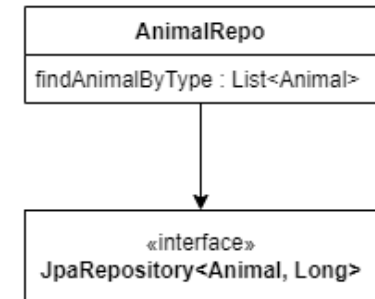 AnimalRepo
findAnimalByType : List<Animal>
«interface»
JpaRepository<Animal, Long>